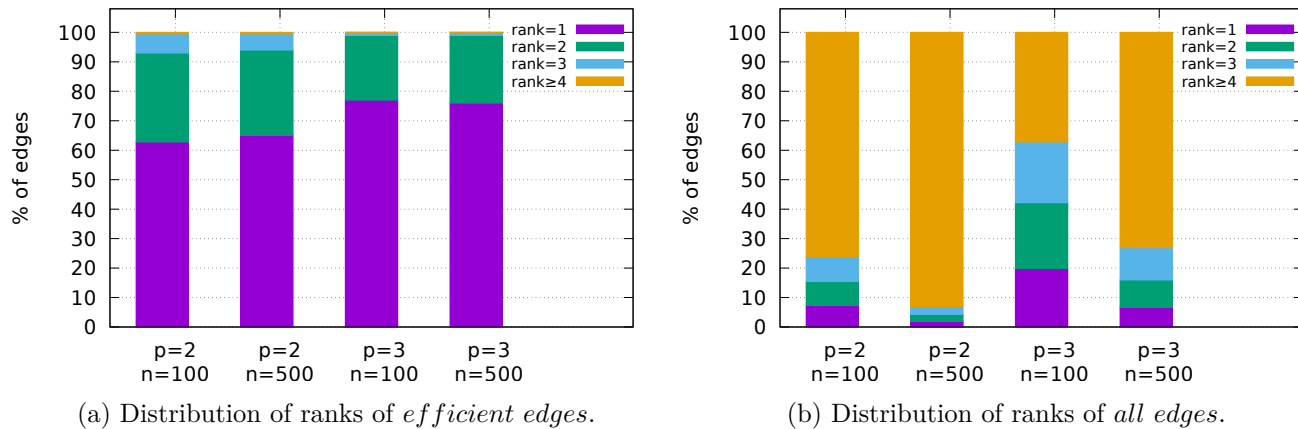 % of edges
100
90
80
70
60
50
40
30
20
10
0
rank=1
rank=2
rank=3
rank≥4
p=2 p=2 p=3 p=3
n=100 n=500 n=100 n=500
(a) Distribution of ranks of efficient edges.
% of edges
100
90
80
70
60
50
40
30
20
10
0
rank=1
rank=2
rank=3
rank≥4
p=2 p=2 p=3 p=3
n=100 n=500 n=100 n=500
(b) Distribution of ranks of all edges.